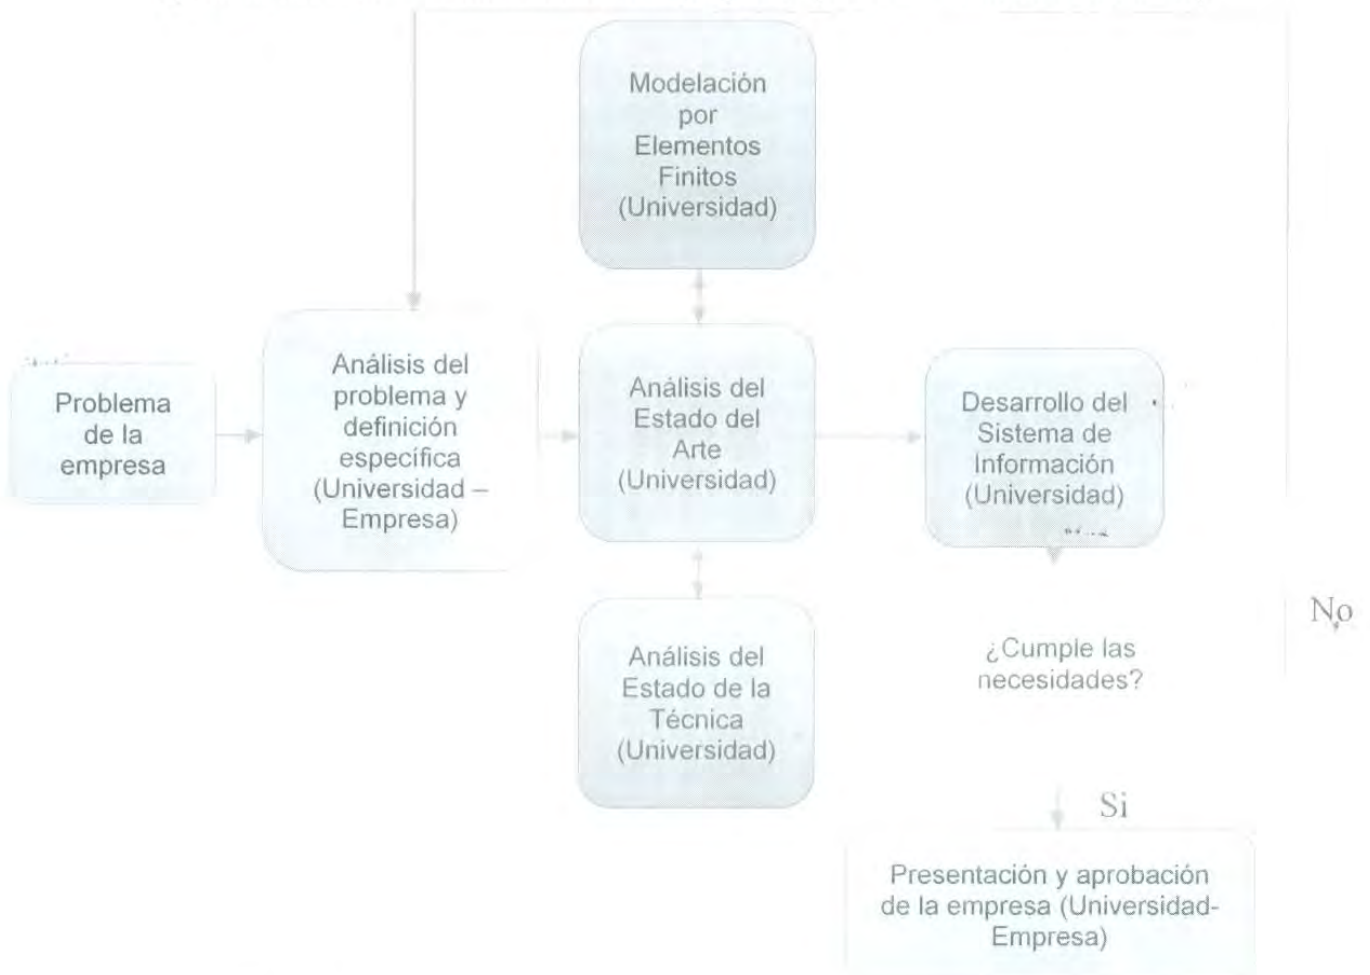 Modelación
por
Elementos
Finitos
(Universidad)
Problema
de la
empresa
Análisis del
problema y
definición
específica
(Universidad –
Empresa)
Análisis del
Estado del
Arte
(Universidad)
Desarrollo del
Sistema de
Información
(Universidad)
Análisis del
Estado de la
Técnica
(Universidad)
¿Cumple las
necesidades?
No
Si
Presentación y aprobación
de la empresa (Universidad-
Empresa)